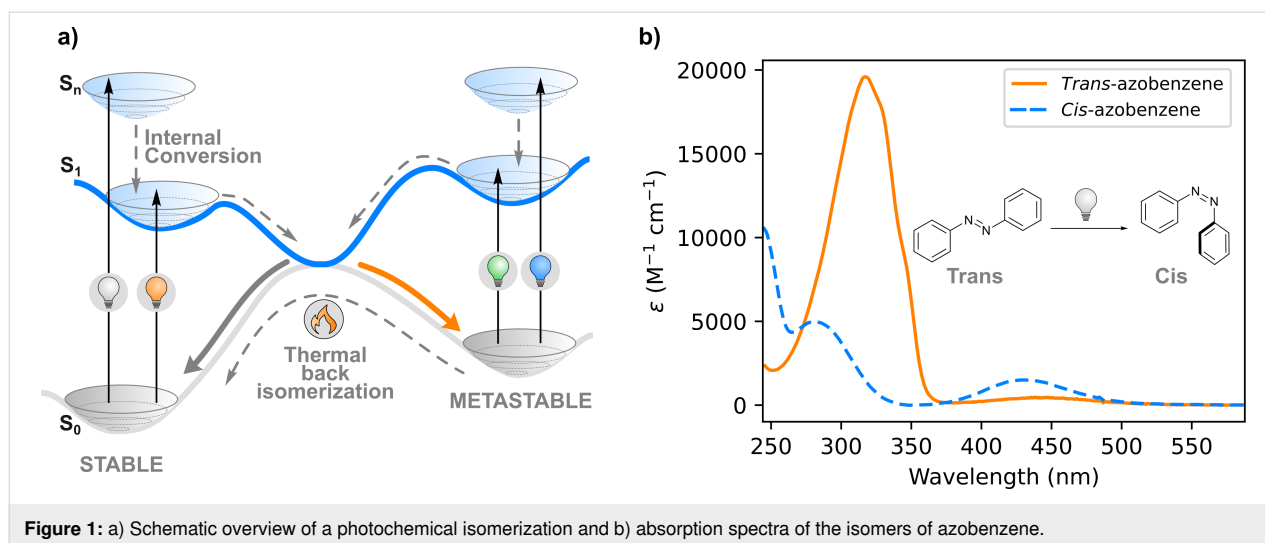 a)
Sₙ
Internal
Conversion
S₁
Thermal
back
isomerization
METASTABLE
S₀
STABLE
b)
20000
15000
10000
5000
0
ε (M⁻¹ cm⁻¹)
Trans-azobenzene
Cis-azobenzene
N
N
Trans
N
N
Cis
250 300 350 400 450 500 550
Wavelength (nm)
Figure 1: a) Schematic overview of a photochemical isomerization and b) absorption spectra of the isomers of azobenzene.